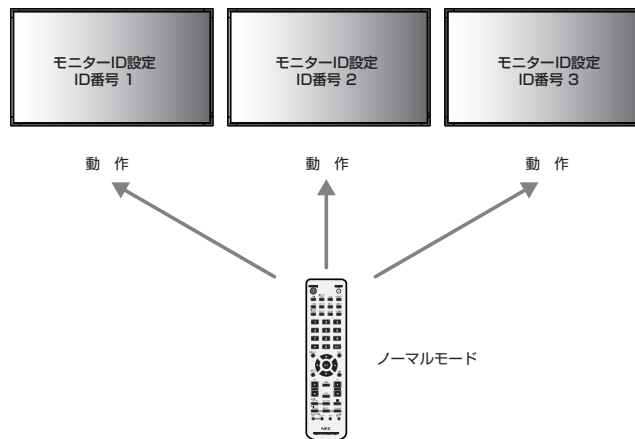 モニターID設定
ID番号 1
モニターID設定
ID番号 2
モニターID設定
ID番号 3
動 作
動 作
動 作
ノーマルモード
NEC